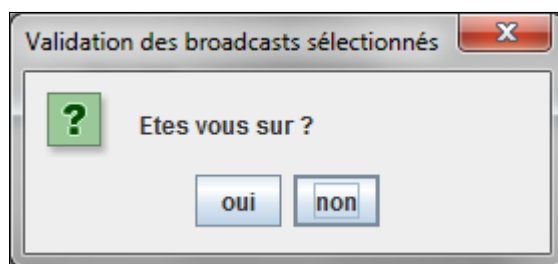 Validation des broadcasts sélectionnés
Etes vous sur ?
oui non